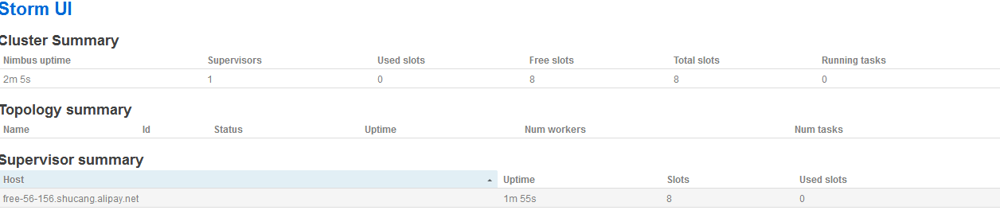 Storm UI
Cluster Summary
Nimbus uptime Supervisors Used slots Free slots Total slots Running tasks
2m 5s 1 0 8 8 0
Topology summary
Name Id Status Uptime Num workers Num tasks
Supervisor summary
Host Uptime Slots Used slots
free-56-156.shucang.alipay.net 1m 55s 8 0